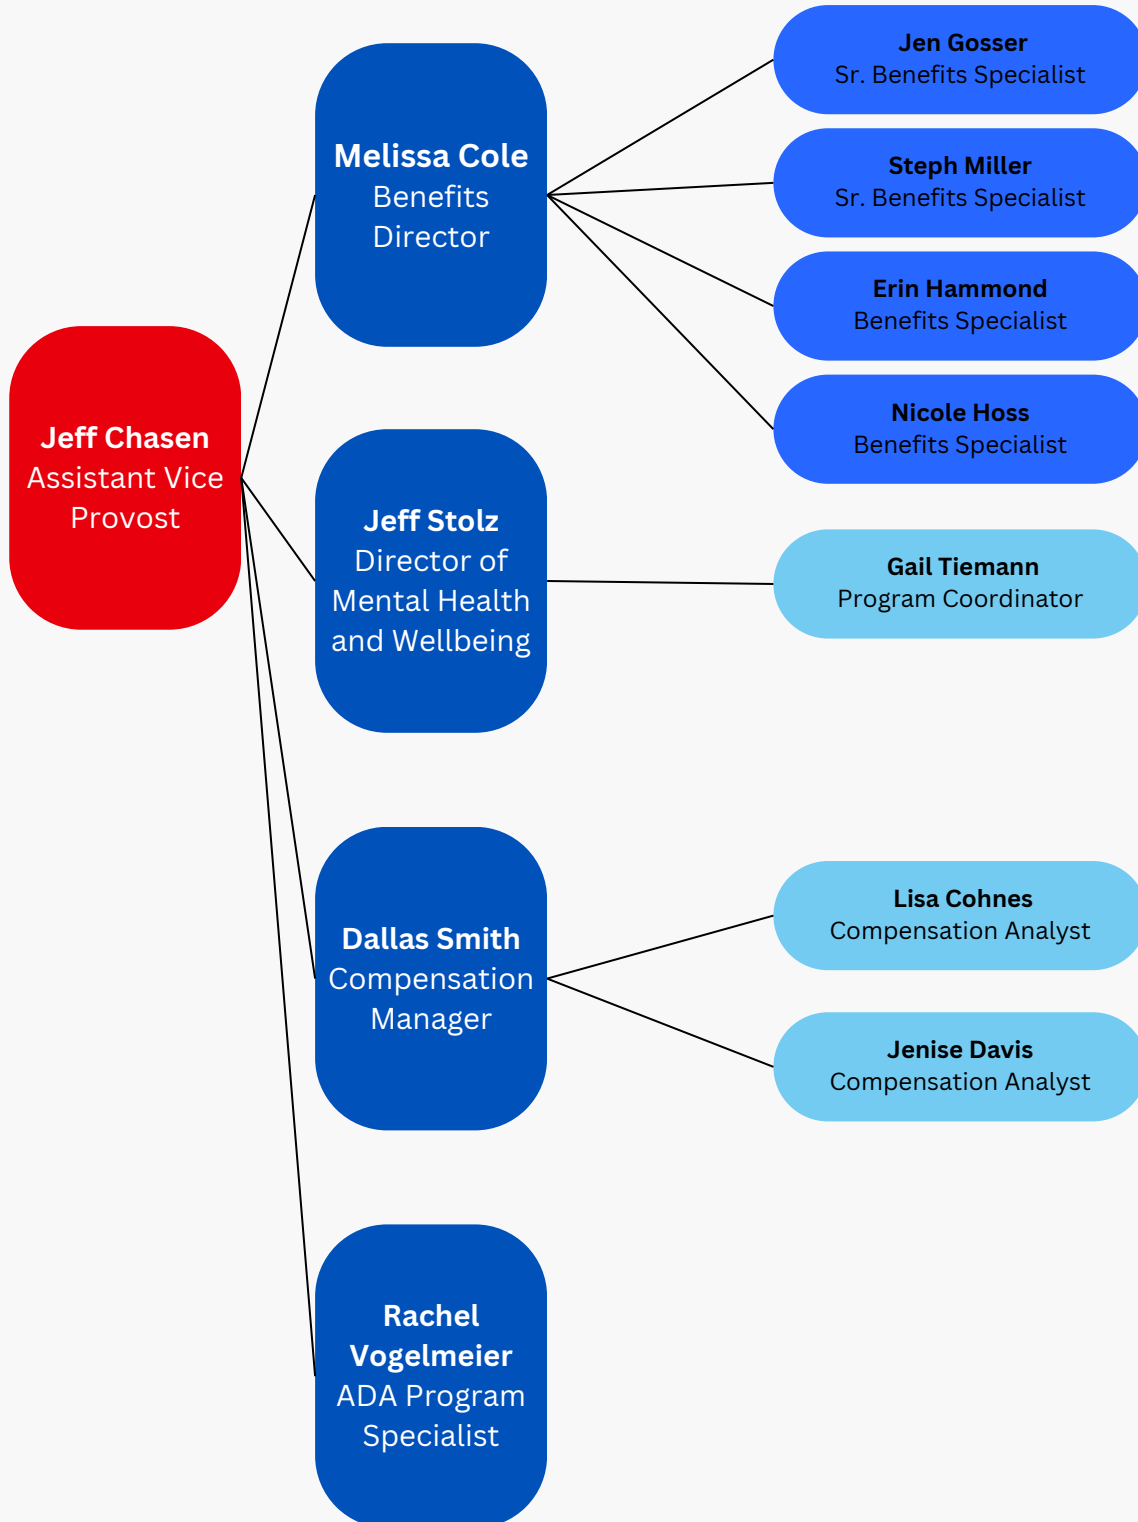 Jeff Chasen
Assistant Vice
Provost
Melissa Cole
Benefits
Director
Jen Gosser
Sr. Benefits Specialist
Steph Miller
Sr. Benefits Specialist
Erin Hammond
Benefits Specialist
Nicole Hoss
Benefits Specialist
Jeff Stolz
Director of
Mental Health
and Wellbeing
Gail Tiemann
Program Coordinator
Dallas Smith
Compensation
Manager
Lisa Cohnes
Compensation Analyst
Jenise Davis
Compensation Analyst
Rachel
Vogelmeier
ADA Program
Specialist